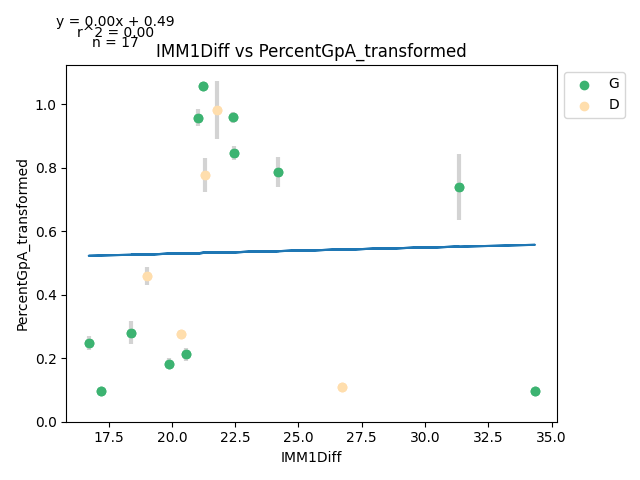 y = 0.00x + 0.49
r^2 = 0.00
n = 17
IMM1Diff vs PercentGpA_transformed
G
D
PercentGpA_transformed
1.0
0.8
0.6
0.4
0.2
0.0
17.5 20.0 22.5 25.0 27.5 30.0 32.5 35.0
IMM1Diff